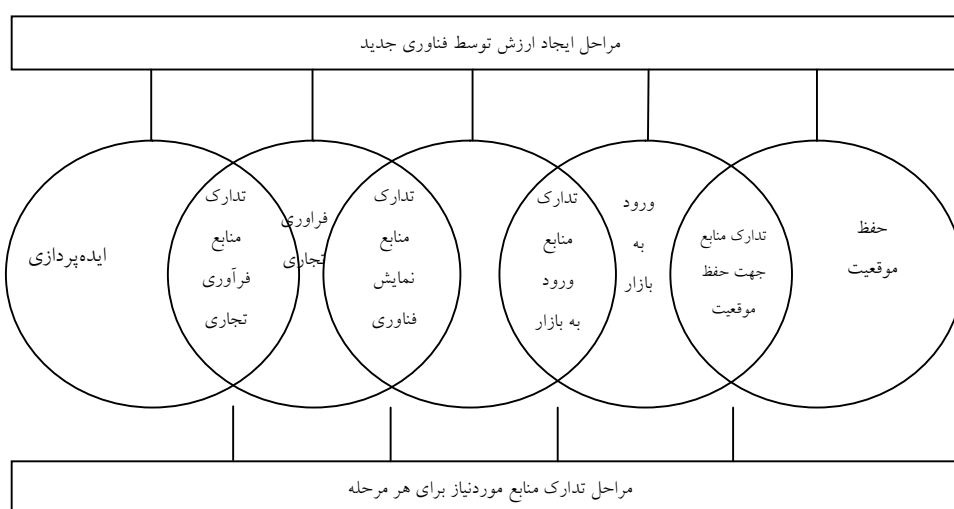 مراحل ایجاد ارزش توسط فناوری جدید
ایده‌پردازی
تدارک
منابع
فرآوری
تجاری
فراوری
تجاری
تدارک
منابع
نمایش
فناوری
تدارک
منابع
ورود
به بازار
ورود
به
بازار
تدارک منابع
جهت حفظ
موقعیت
حفظ
موقعیت
مراحل تدارک منابع موردنیاز برای هر مرحله